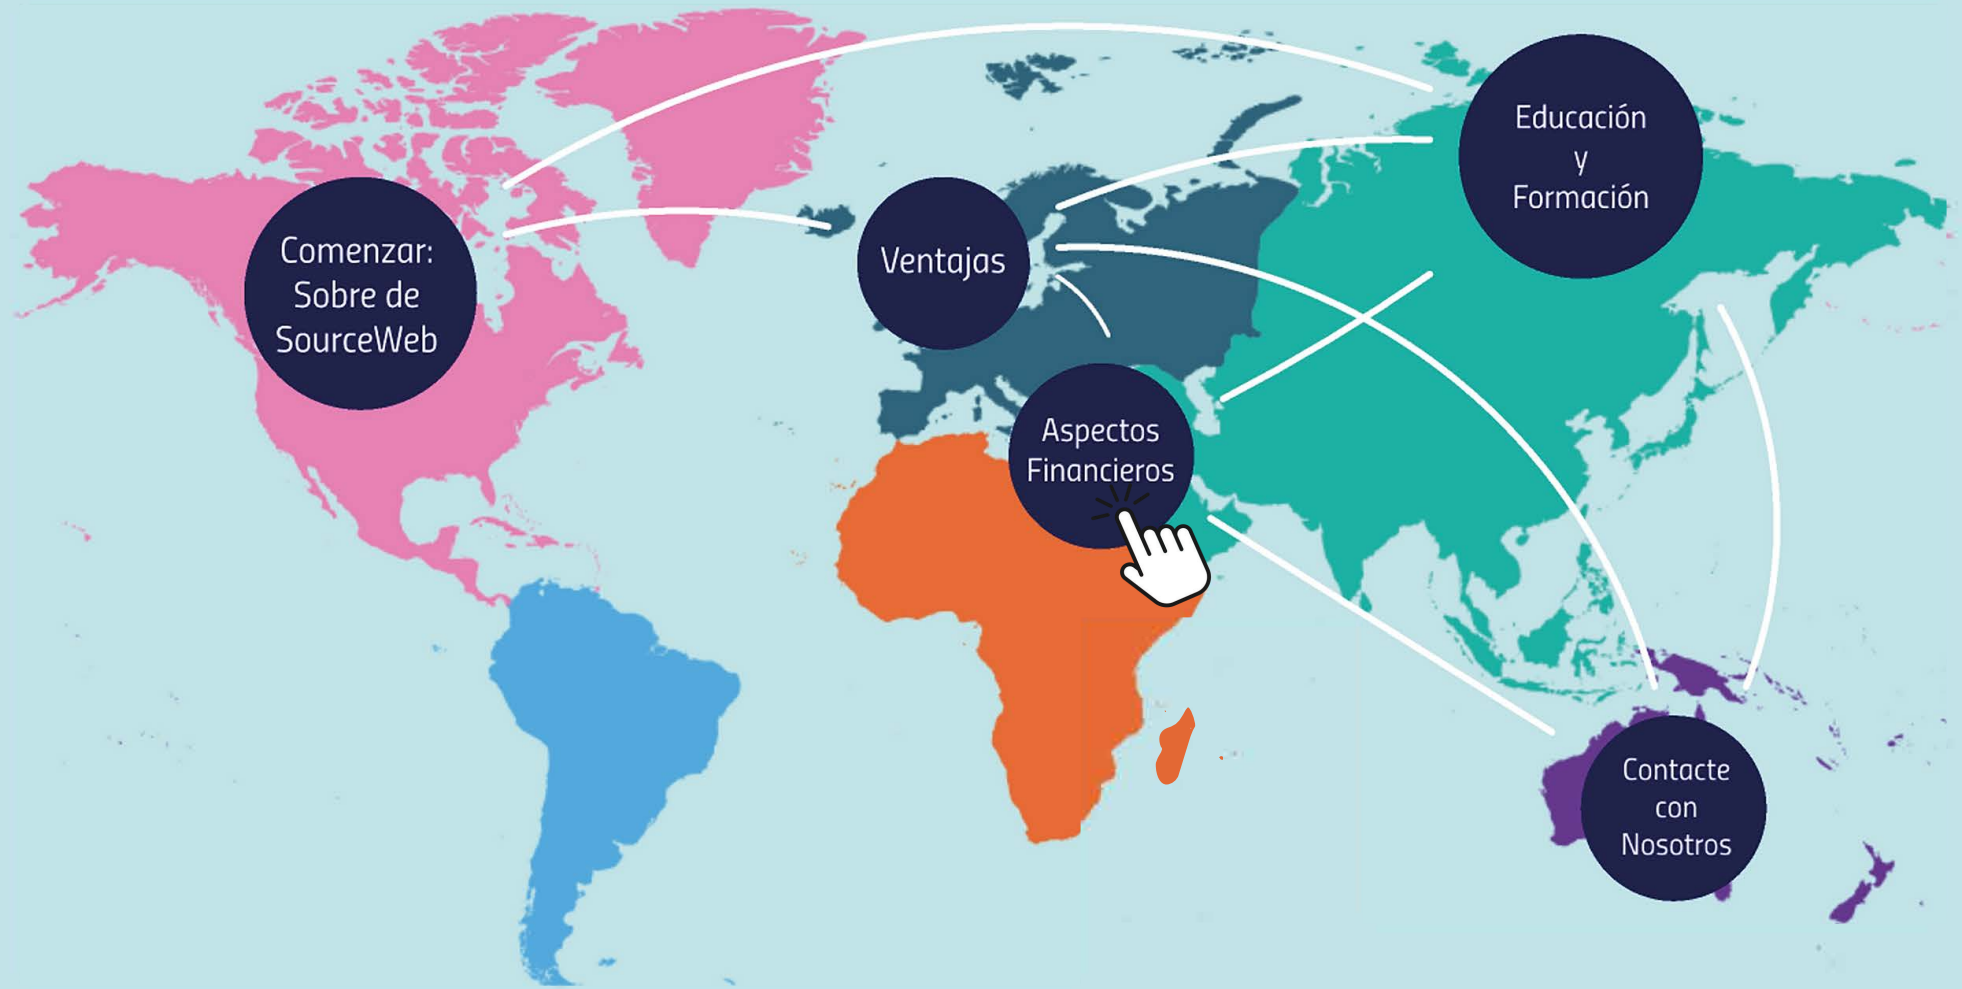 Comenzar:
Sobre de
SourceWeb
Ventajas
Educación
y
Formación
Aspectos
Financieros
Contacte
con
Nosotros